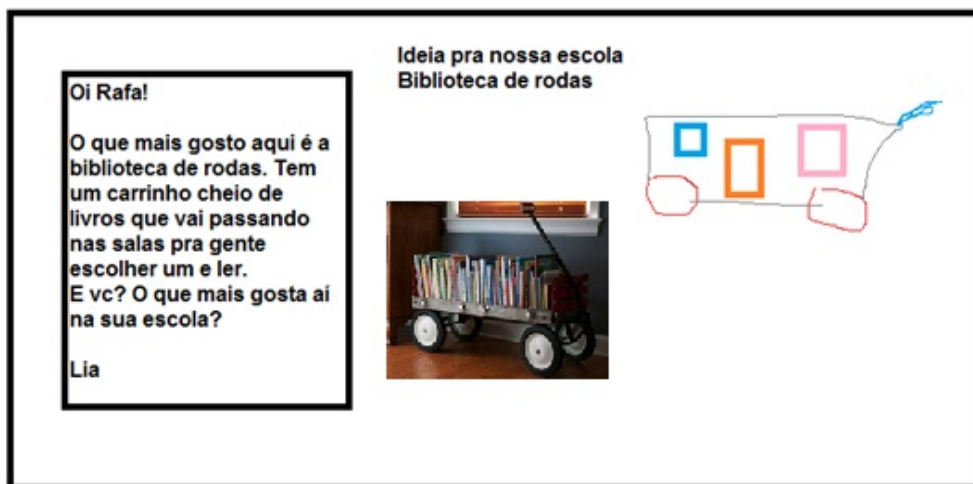 Oi Rafa!
O que mais gosto aqui é a
biblioteca de rodas. Tem
um carrinho cheio de
livros que vai passando
nas salas pra gente
escolher um e ler.
E vc? O que mais gosta aí
na sua escola?
Lia
Ideia pra nossa escola
Biblioteca de rodas